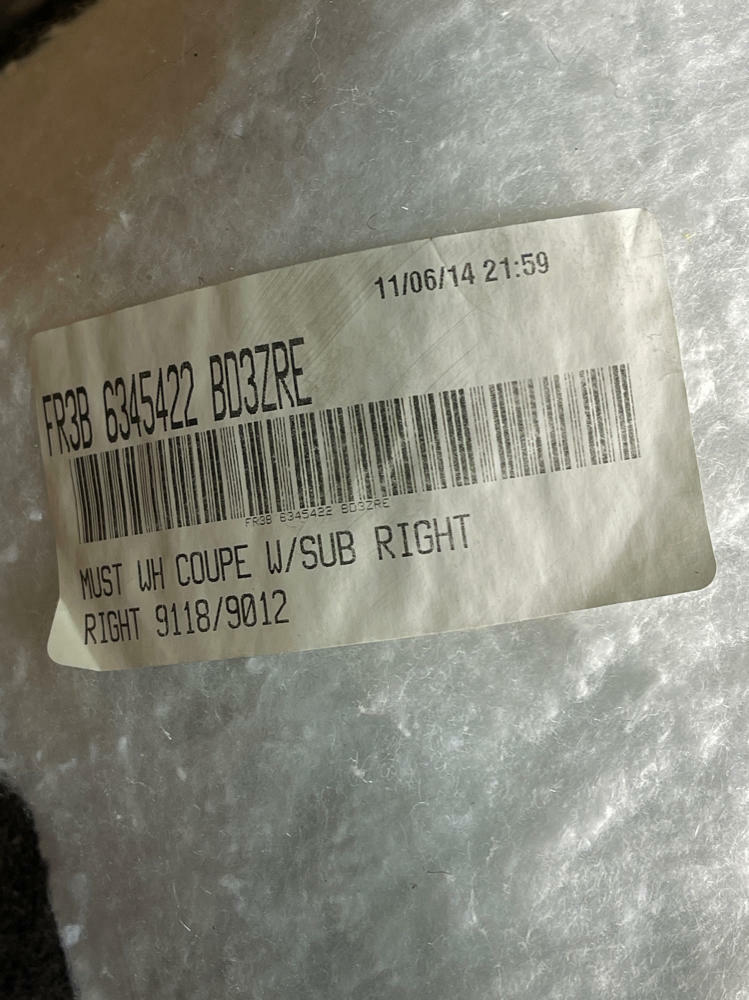 11/06/14 21:59
FR3B 6345422 BD3ZRE
FR3B 6345422 BD3ZRE
MUST WH COUPE W/SUB RIGHT
RIGHT 9118/9012